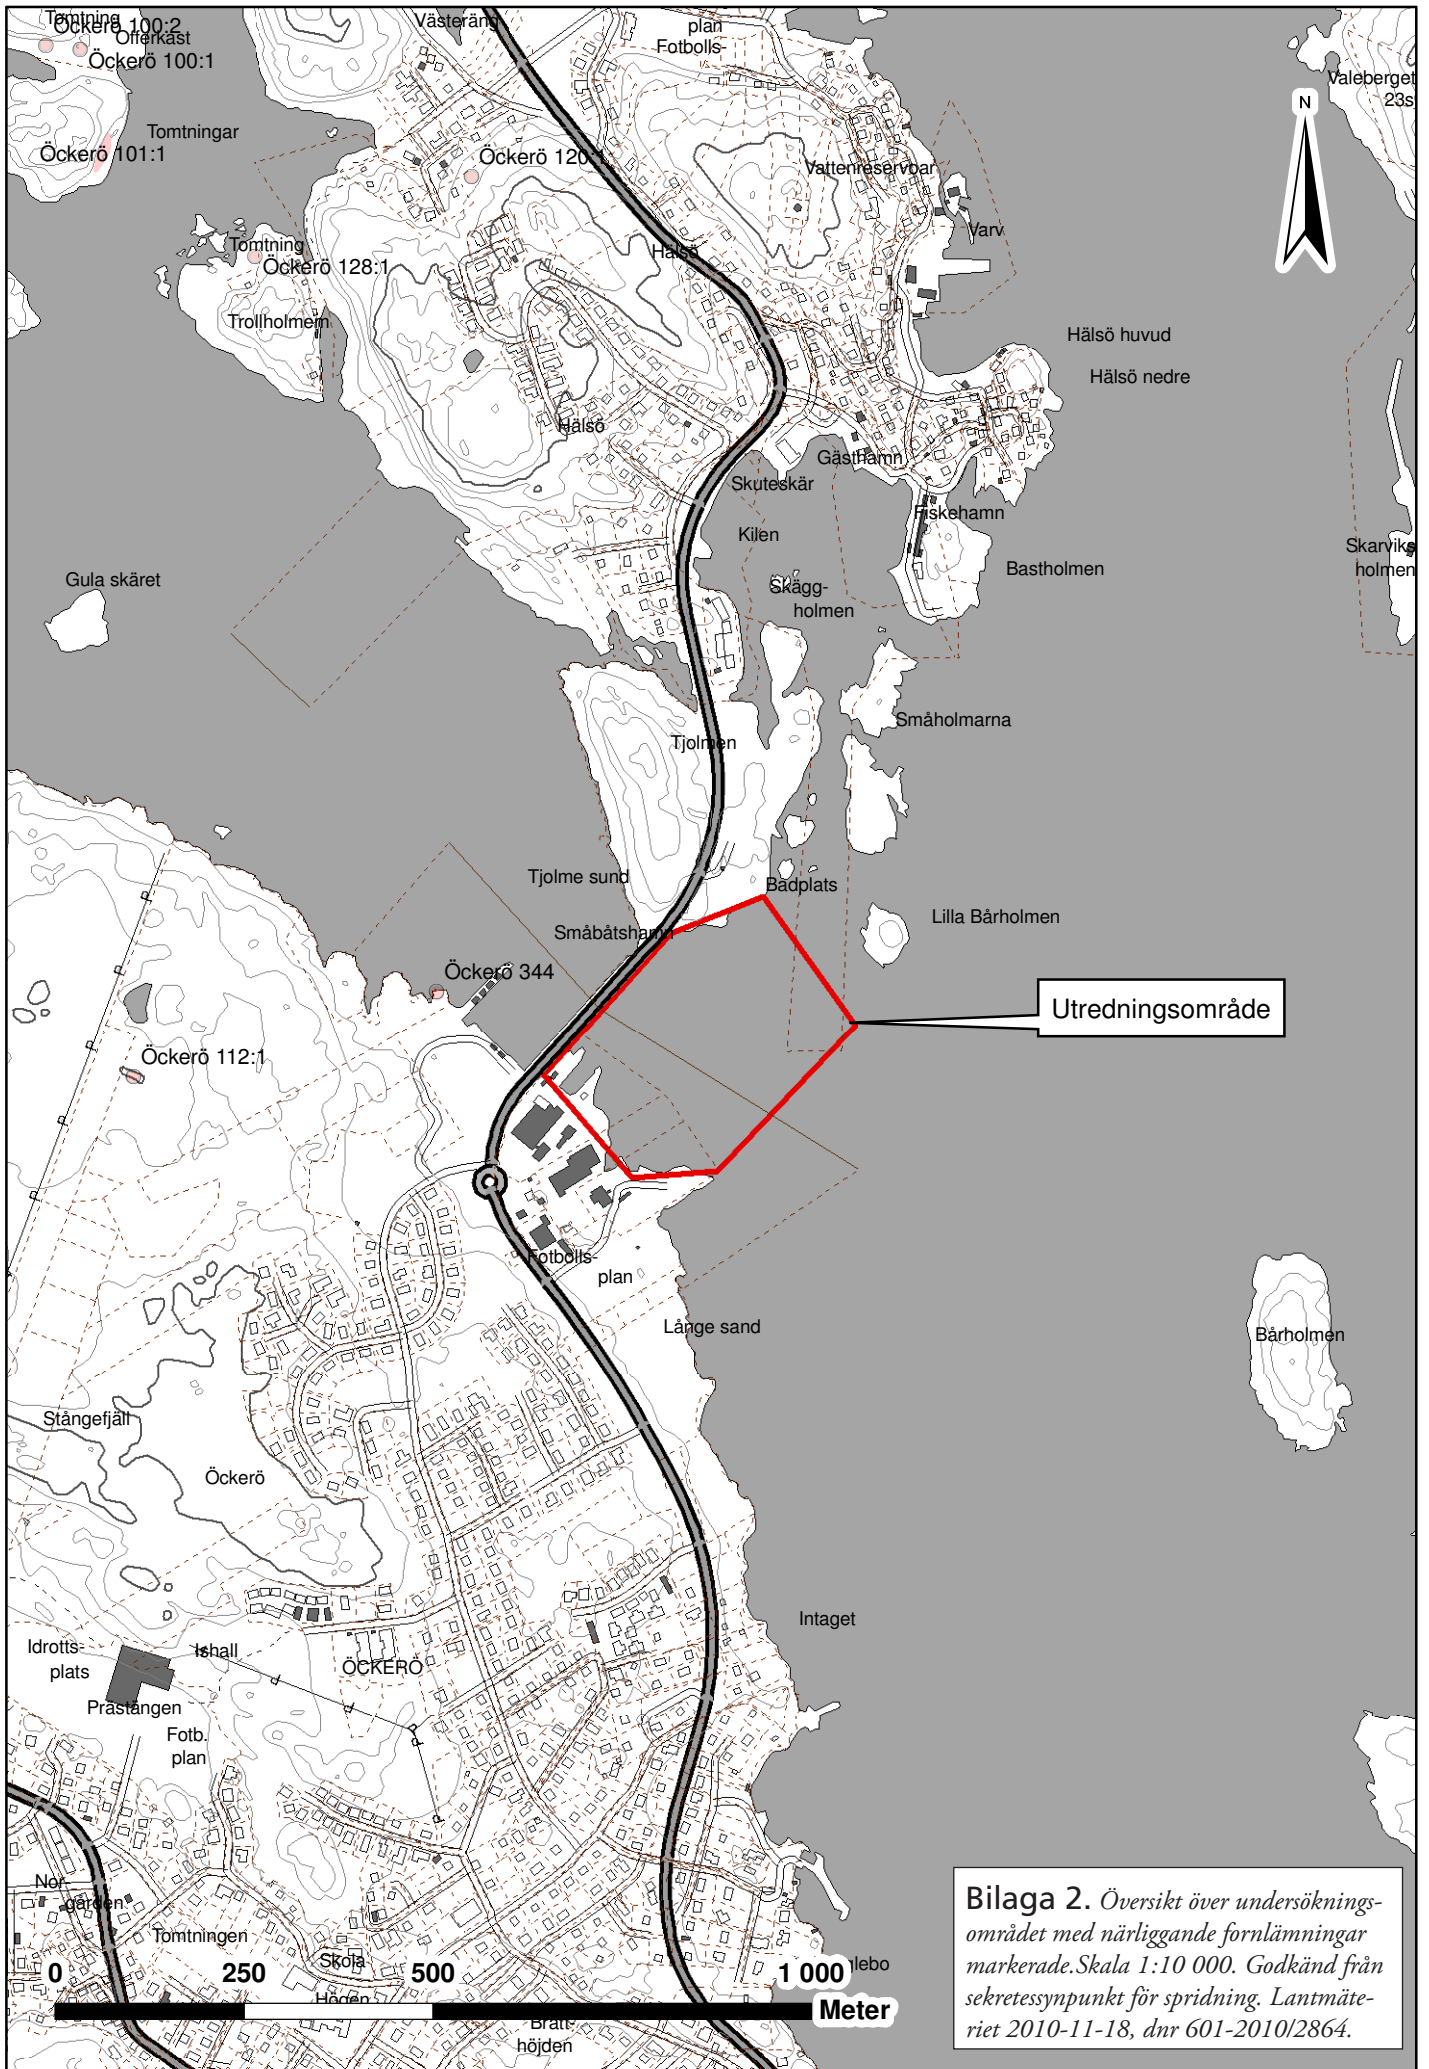 Tomtning
Öckerö 100:2
Offerkast
Öckerö 100:1
Västeräng
plan
Fotbolls-
Valeberget
23s
N
Tomtningar
Öckerö 101:1
Öckerö 120:1
Vattenreservoar
Varv
Tomtning
Öckerö 128:1
Hälsö
Trollholmem
Hälsö huvud
Hälsö nedre
Hälsö
Gästhamn
Skuteskär
Fiskehamn
Kilen
Skarviks
holmen
Bastholmen
Gula skäret
Skägg-
holmen
Småholmarna
Tjolmen
Tjolme sund
Badplats
Lilla Bårholmen
Småbåtshamn
Öckerö 344
Utredningsområde
Öckerö 112:1
Fotbolls-
plan
Långe sand
Bårholmen
Stångefjäll
Öckerö
Intaget
Idrotts-
plats
Ishall
ÖCKERÖ
Prästängen
Fotb.
plan
Nor-
gården
Tomtningen
Skola
glebo
Högen
Bratt-
höjden
0 250 500 1 000
Meter
Bilaga 2. Översikt över undersöknings-
området med närliggande fornlämningar
markerade.Skala 1:10 000. Godkänd från
sekretessynpunkt för spridning. Lantmäte-
riet 2010-11-18, dnr 601-2010/2864.